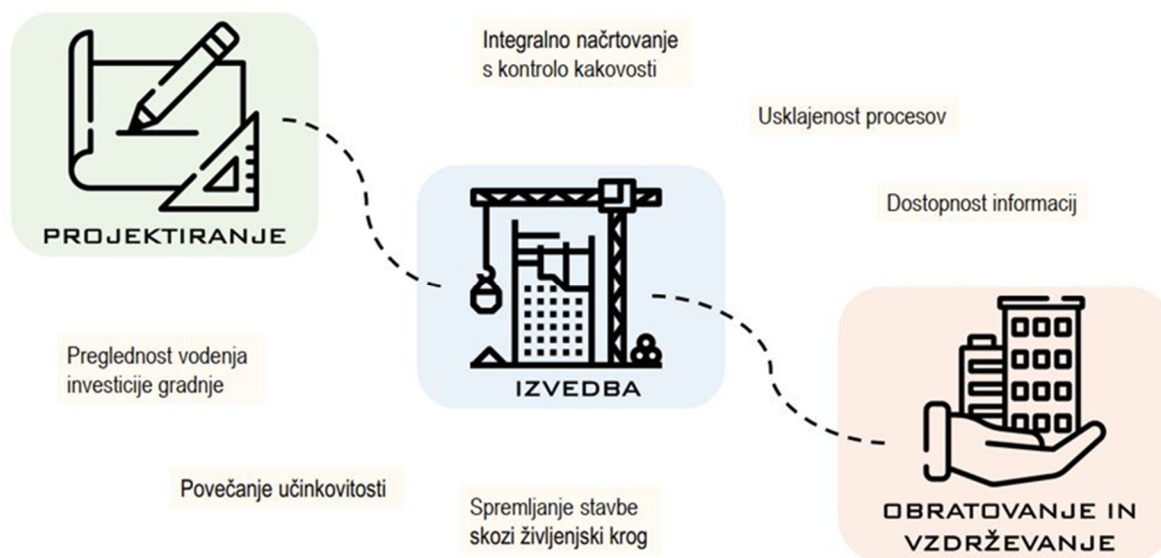 Integralno načrtovanje
s kontrolo kakovosti
Usklajenost procesov
PROJEKTIRANJE
Dostopnost informacij
Preglednost vodenja
investicije gradnje
IZVEDBA
Povečanje učinkovitosti
Spremljanje stavbe
skozi življenjski krog
OBRATOVANJE IN
VZDRŽEVANJE